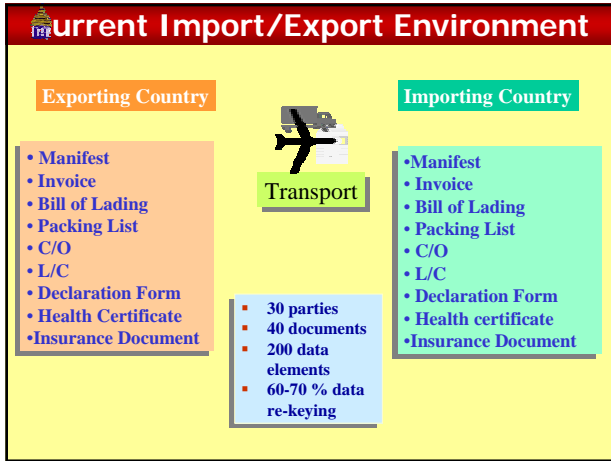 urrent Import/Export Environment
Exporting Country
Importing Country
• Manifest
• Invoice
• Bill of Lading
• Packing List
• C/O
• L/C
• Declaration Form
• Health Certificate
•Insurance Document
Transport
▪ 30 parties
▪ 40 documents
▪ 200 data
elements
▪ 60-70 % data
re-keying
•Manifest
• Invoice
• Bill of Lading
• Packing List
• C/O
• L/C
• Declaration Form
• Health certificate
•Insurance Document